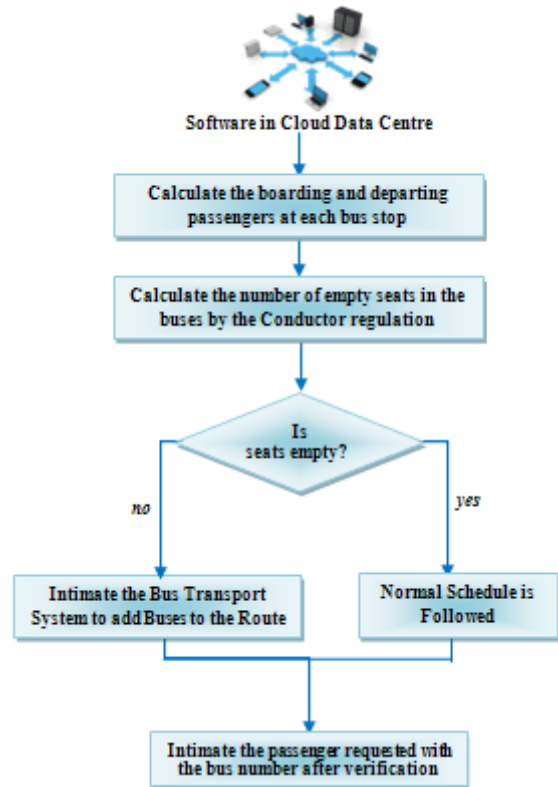 Software in Cloud Data Centre
Calculate the boarding and departing
passengers at each bus stop
Calculate the number of empty seats in the
buses by the Conductor regulation
Is
seats empty?
no
yes
Intimate the Bus Transport
System to add Buses to the Route
Normal Schedule is
Followed
Intimate the passenger requested with
the bus number after verification